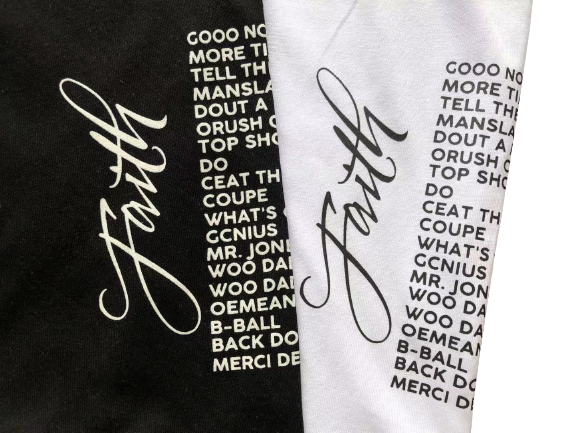 Faith
GOOO NO
MORE TI
TELL TH
MANSLA
DOUT A
ORUSH C
TOP SHO
DO
CEAT TH
COUPE
WHAT'S
GCNIUS
MR. JONE
WOO DAE
WOO DAE
OEMEAN
B-BALL
BACK DO
MERCI DE
Faith
GOOO NO
MORE TI
TELL THE
MANSLA
DOUT A
ORUSH C
TOP SHO
DO
CEAT TH
COUPE
WHAT'S
GCNIUS
MR. JON
WOO DA
WOO DA
OEMEAN
B-BALL
BACK DO
MERCI DE